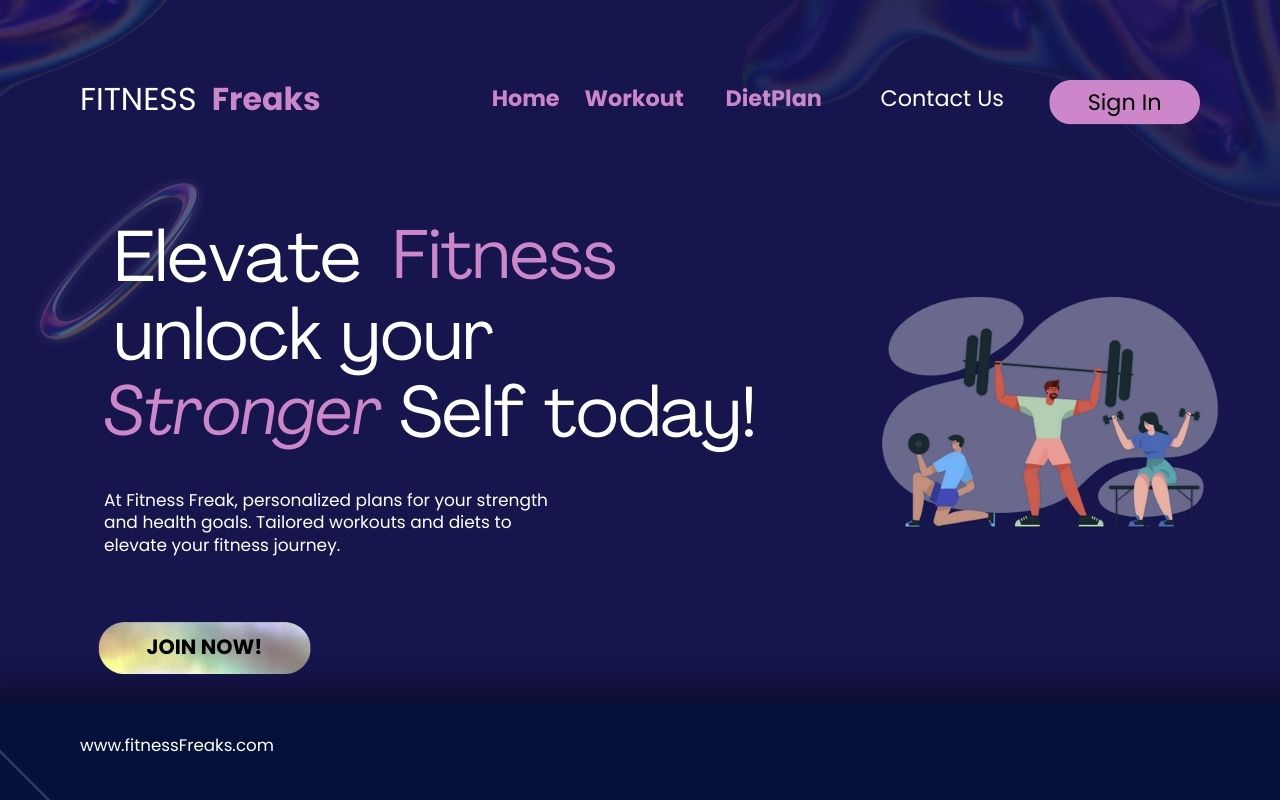 FITNESS Freaks
Home Workout DietPlan Contact Us Sign In
Elevate Fitness
unlock your
Stronger Self today!
At Fitness Freak, personalized plans for your strength
and health goals. Tailored workouts and diets to
elevate your fitness journey.
JOIN NOW!
www.fitnessFreaks.com